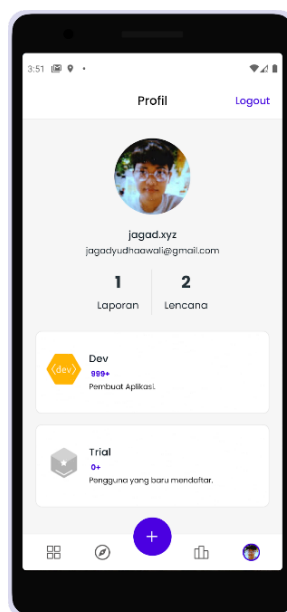 3:51
Profil
Logout
jagad.xyz
jagadyudhaawali@gmail.com
1
2
Laporan
Lencana
<dev>
Dev
999+
Pembuat Aplikasi.
Trial
0+
Pengguna yang baru mendaftar.
+